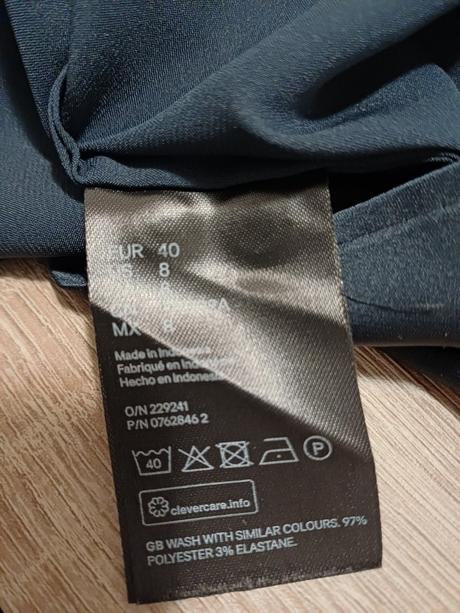 EUR 40
US 8
MX 8
Made in Indonesia
Fabriqué en Indonésie
Hecho en Indonesia
O/N 229241
P/N 0762846 2
40 P
clevercare.info
GB WASH WITH SIMILAR COLOURS. 97%
POLYESTER 3% ELASTANE.